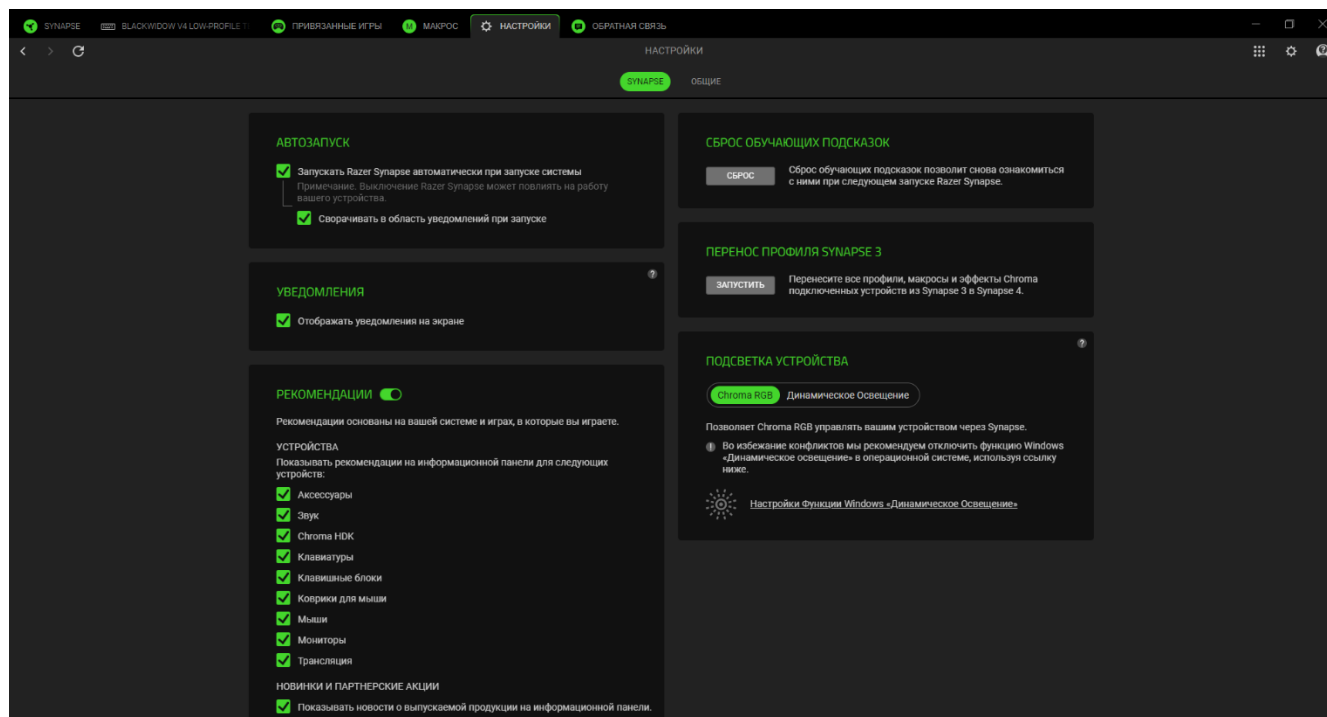 SYNAPSE
BLACKWIDOW V4 LOW-PROFILE T
ПРИВЯЗАННЫЕ ИГРЫ
M
МАКРОС
НАСТРОЙКИ
ОБРАТНАЯ СВЯЗЬ
НАСТРОЙКИ
SYNAPSE
ОБЩИЕ
АВТОЗАПУСК
Запускать Razer Synapse автоматически при запуске системы
Примечание. Выключение Razer Synapse может повлиять на работу
вашего устройства.
Сворачивать в область уведомлений при запуске
УВЕДОМЛЕНИЯ
?
Отображать уведомления на экране
РЕКОМЕНДАЦИИ
Рекомендации основаны на вашей системе и играх, в которые вы играете.
УСТРОЙСТВА
Показывать рекомендации на информационной панели для следующих
устройств:
Аксессуары
Звук
Chroma HDK
Клавиатуры
Клавишные блоки
Коврики для мыши
Мыши
Мониторы
Трансляция
НОВИНКИ И ПАРТНЕРСКИЕ АКЦИИ
Показывать новости о выпускаемой продукции на информационной панели.
СБРОС ОБУЧАЮЩИХ ПОДСКАЗОК
СБРОС
Сброс обучающих подсказок позволит снова ознакомиться
с ними при следующем запуске Razer Synapse.
ПЕРЕНОС ПРОФИЛЯ SYNAPSE 3
ЗАПУСТИТЬ
Перенесите все профили, макросы и эффекты Chroma
подключенных устройств из Synapse 3 в Synapse 4.
?
ПОДСВЕТКА УСТРОЙСТВА
Chroma RGB
Динамическое Освещение
Позволяет Chroma RGB управлять вашим устройством через Synapse.
Во избежание конфликтов мы рекомендуем отключить функцию Windows
«Динамическое освещение» в операционной системе, используя ссылку
ниже.
Настройки Функции Windows «Динамическое Освещение»